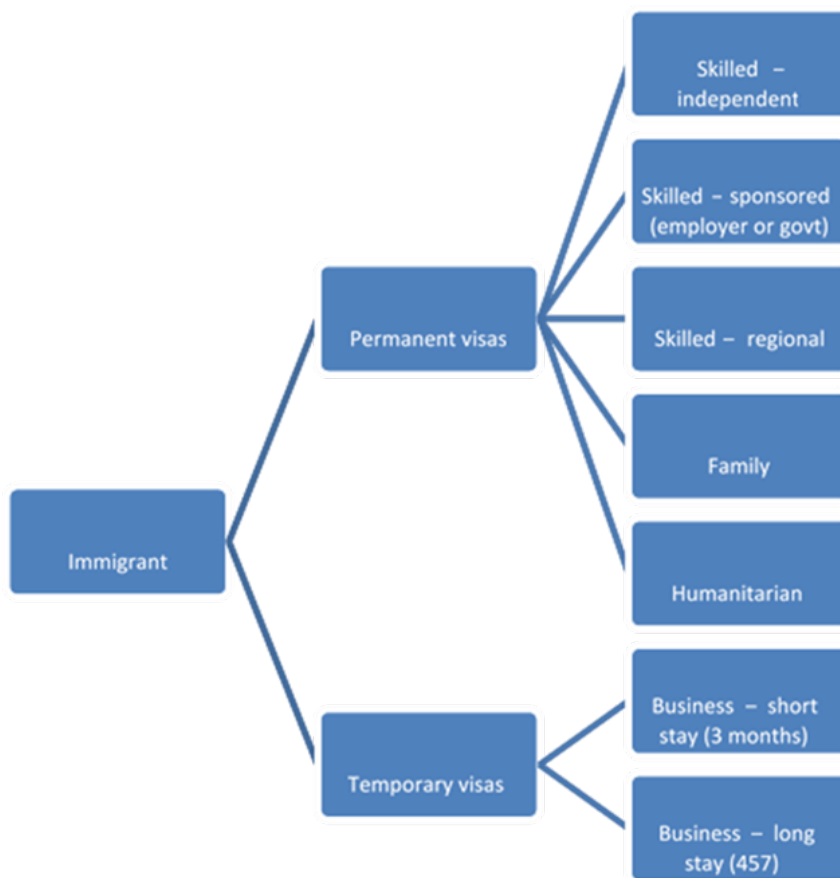 Immigrant
Permanent visas
Skilled –
independent
Skilled – sponsored
(employer or govt)
Skilled – regional
Family
Humanitarian
Temporary visas
Business – short
stay (3 months)
Business – long
stay (457)